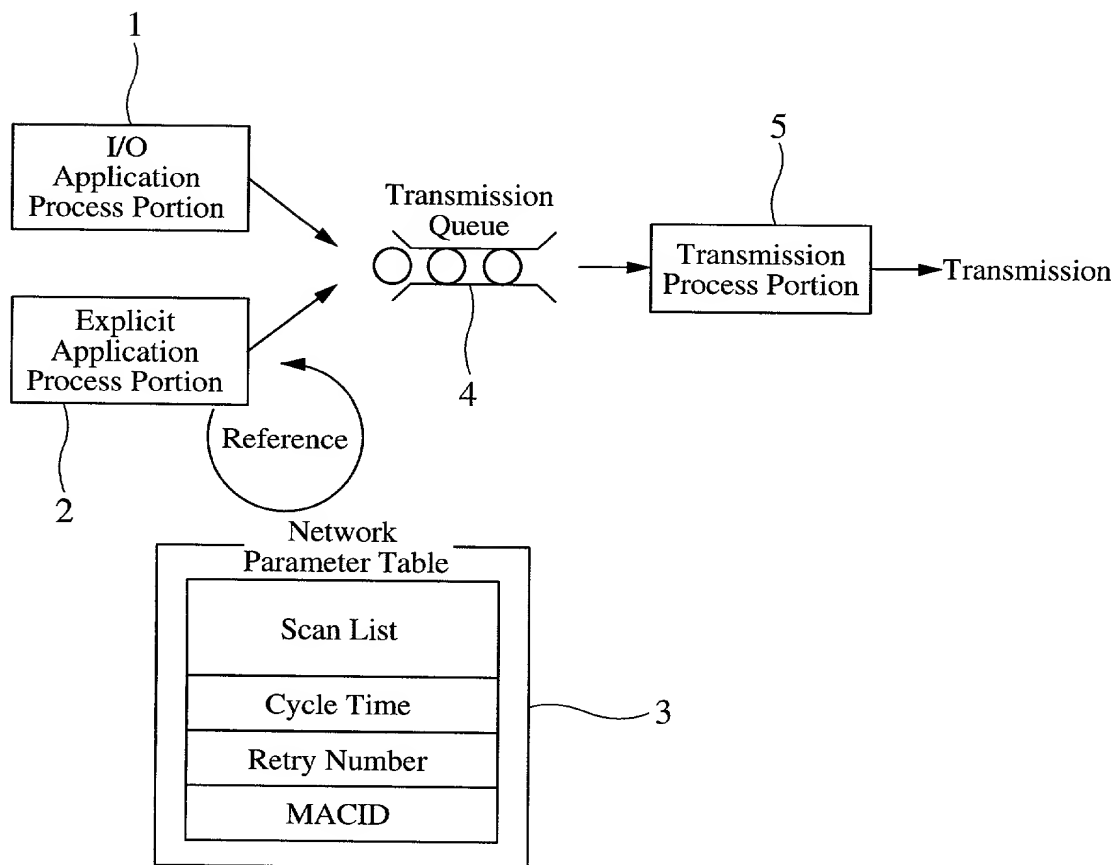 1
I/O
Application
Process Portion
Explicit
Application
Process Portion
2
Reference
Transmission
Queue
4
5
Transmission
Process Portion
Transmission
Network
Parameter Table
Scan List
Cycle Time
Retry Number
MACID
3